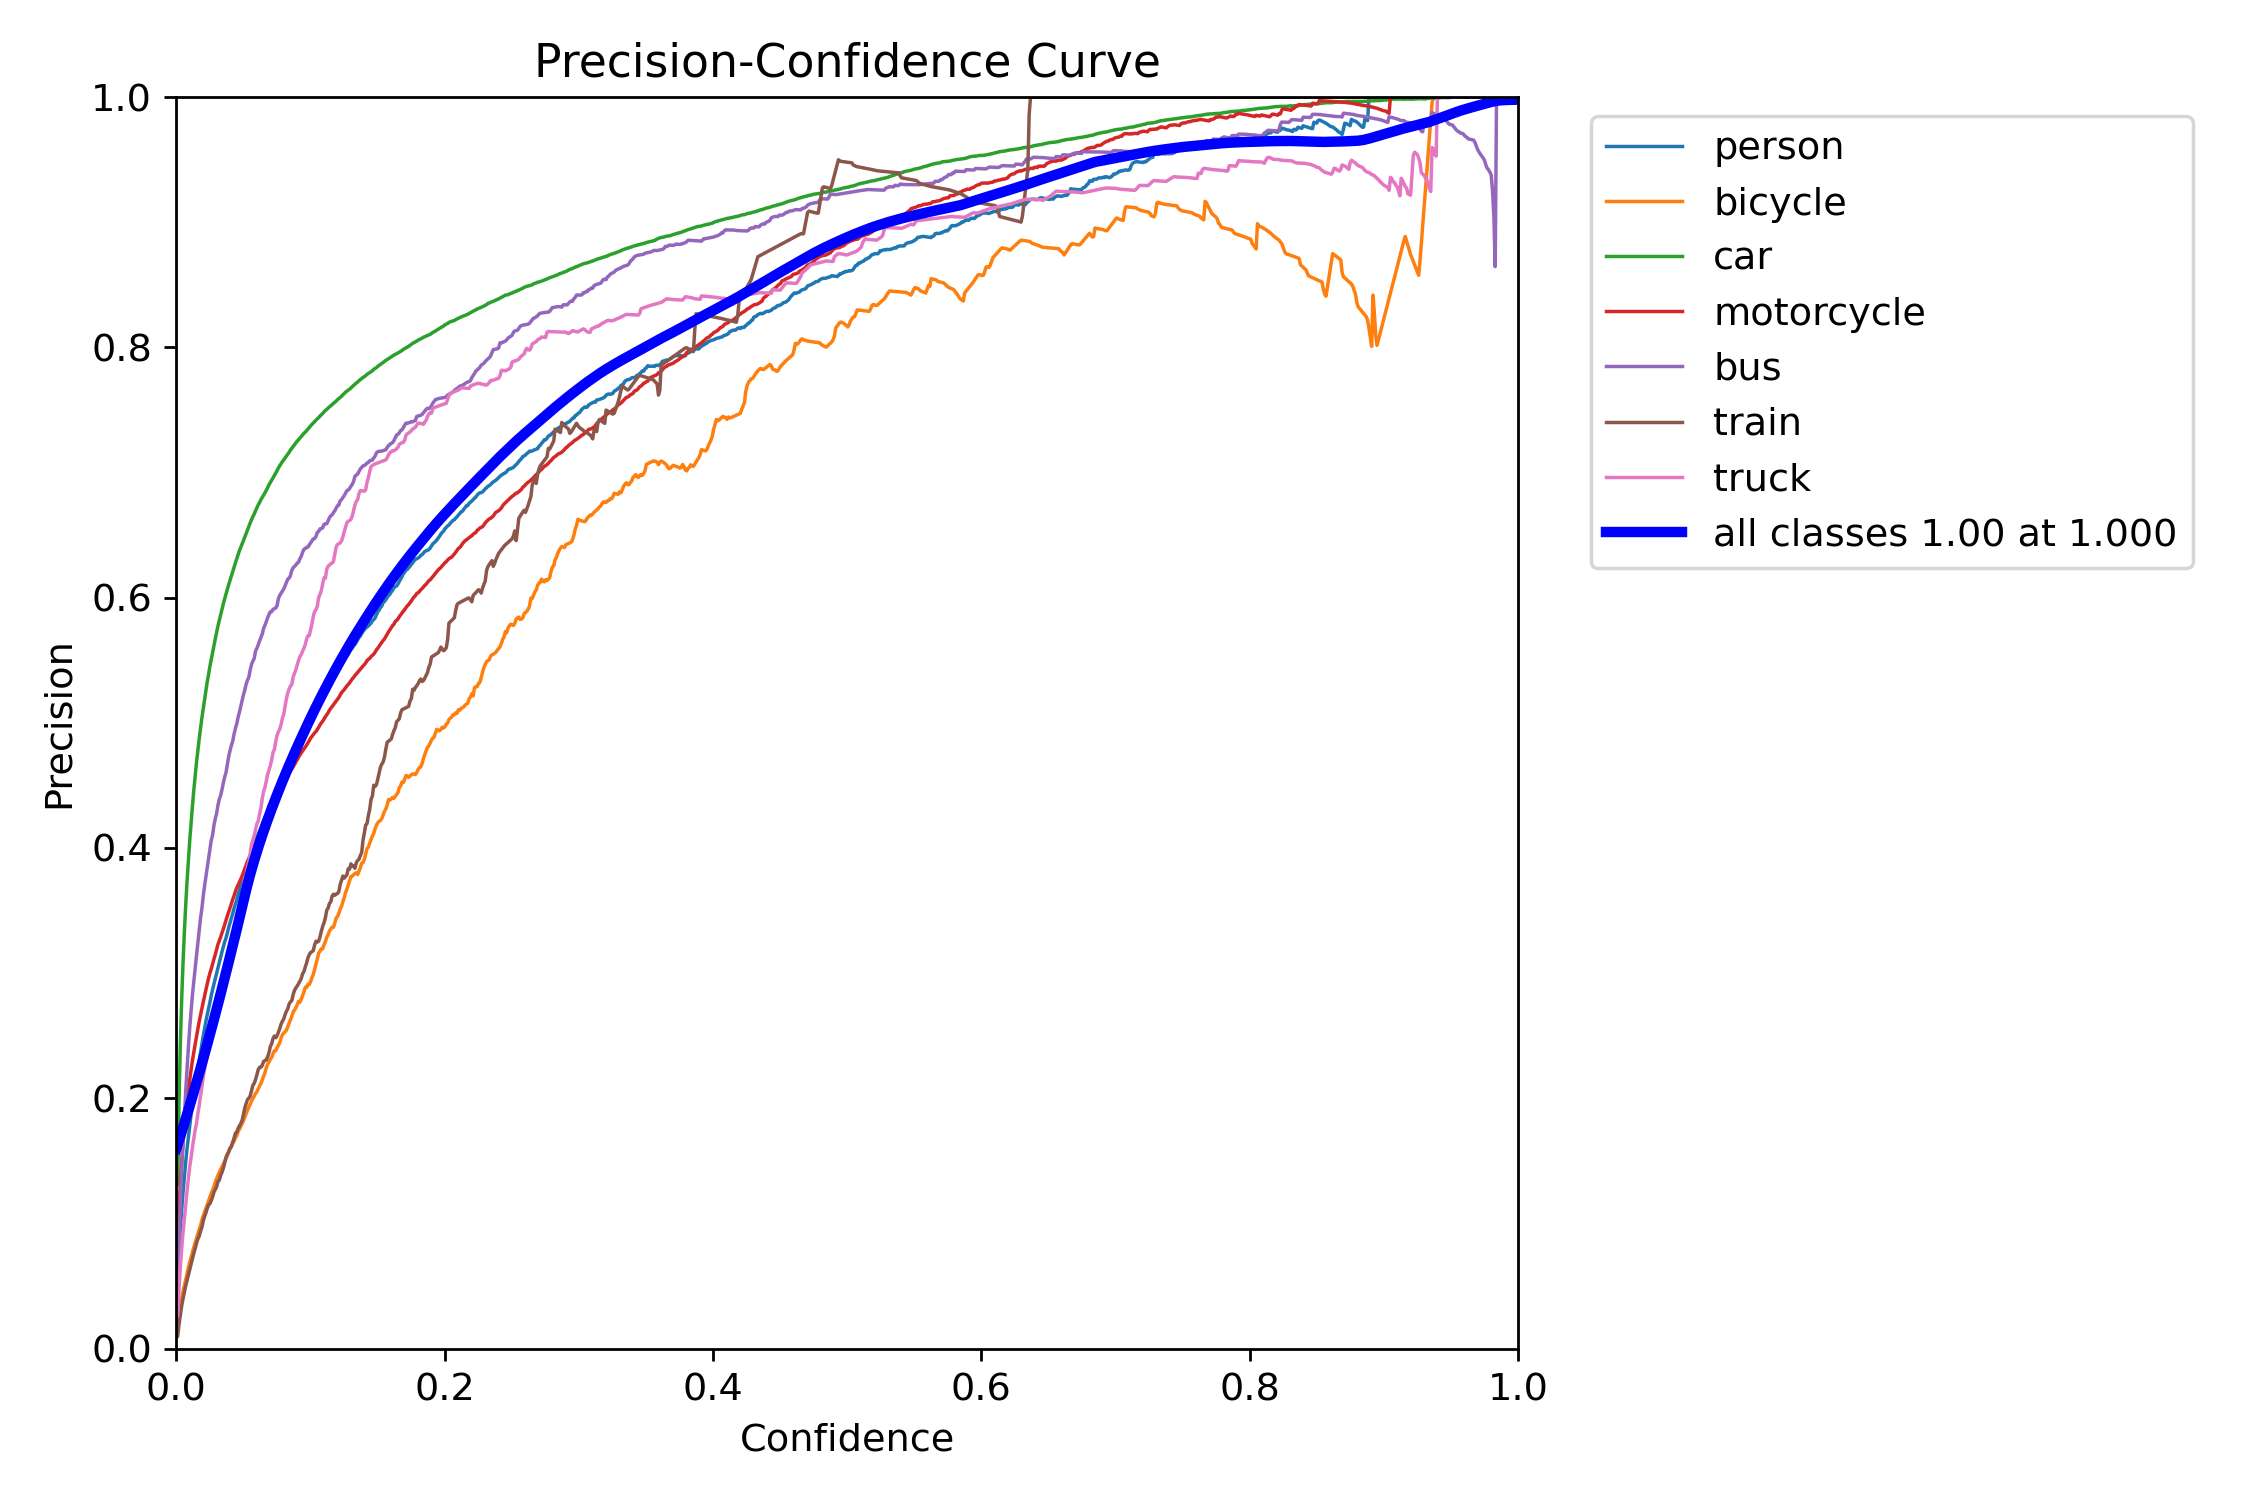 Precision-Confidence Curve
1.0
0.8
0.6
0.4
0.2
0.0
Precision
0.0 0.2 0.4 0.6 0.8 1.0
Confidence
person
bicycle
car
motorcycle
bus
train
truck
all classes 1.00 at 1.000